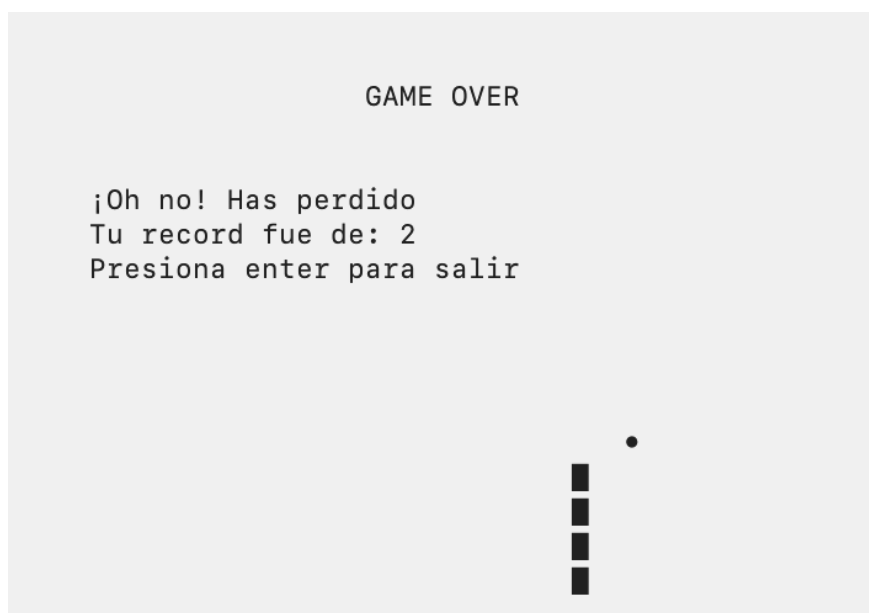 GAME OVER
¡Oh no! Has perdido
Tu record fue de: 2
Presiona enter para salir